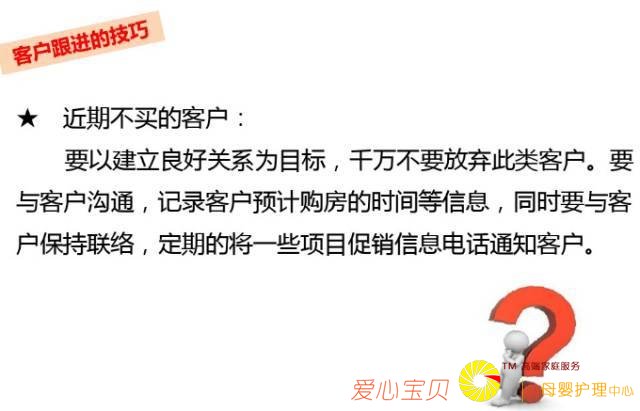 客户跟进的技巧
★ 近期不买的客户：
要以建立良好关系为目标，千万不要放弃此类客户。要
与客户沟通，记录客户预计购房的时间等信息，同时要与客
户保持联络，定期的将一些项目促销信息电话通知客户。
TM 高端家庭服务
爱心宝贝 母婴护理中心